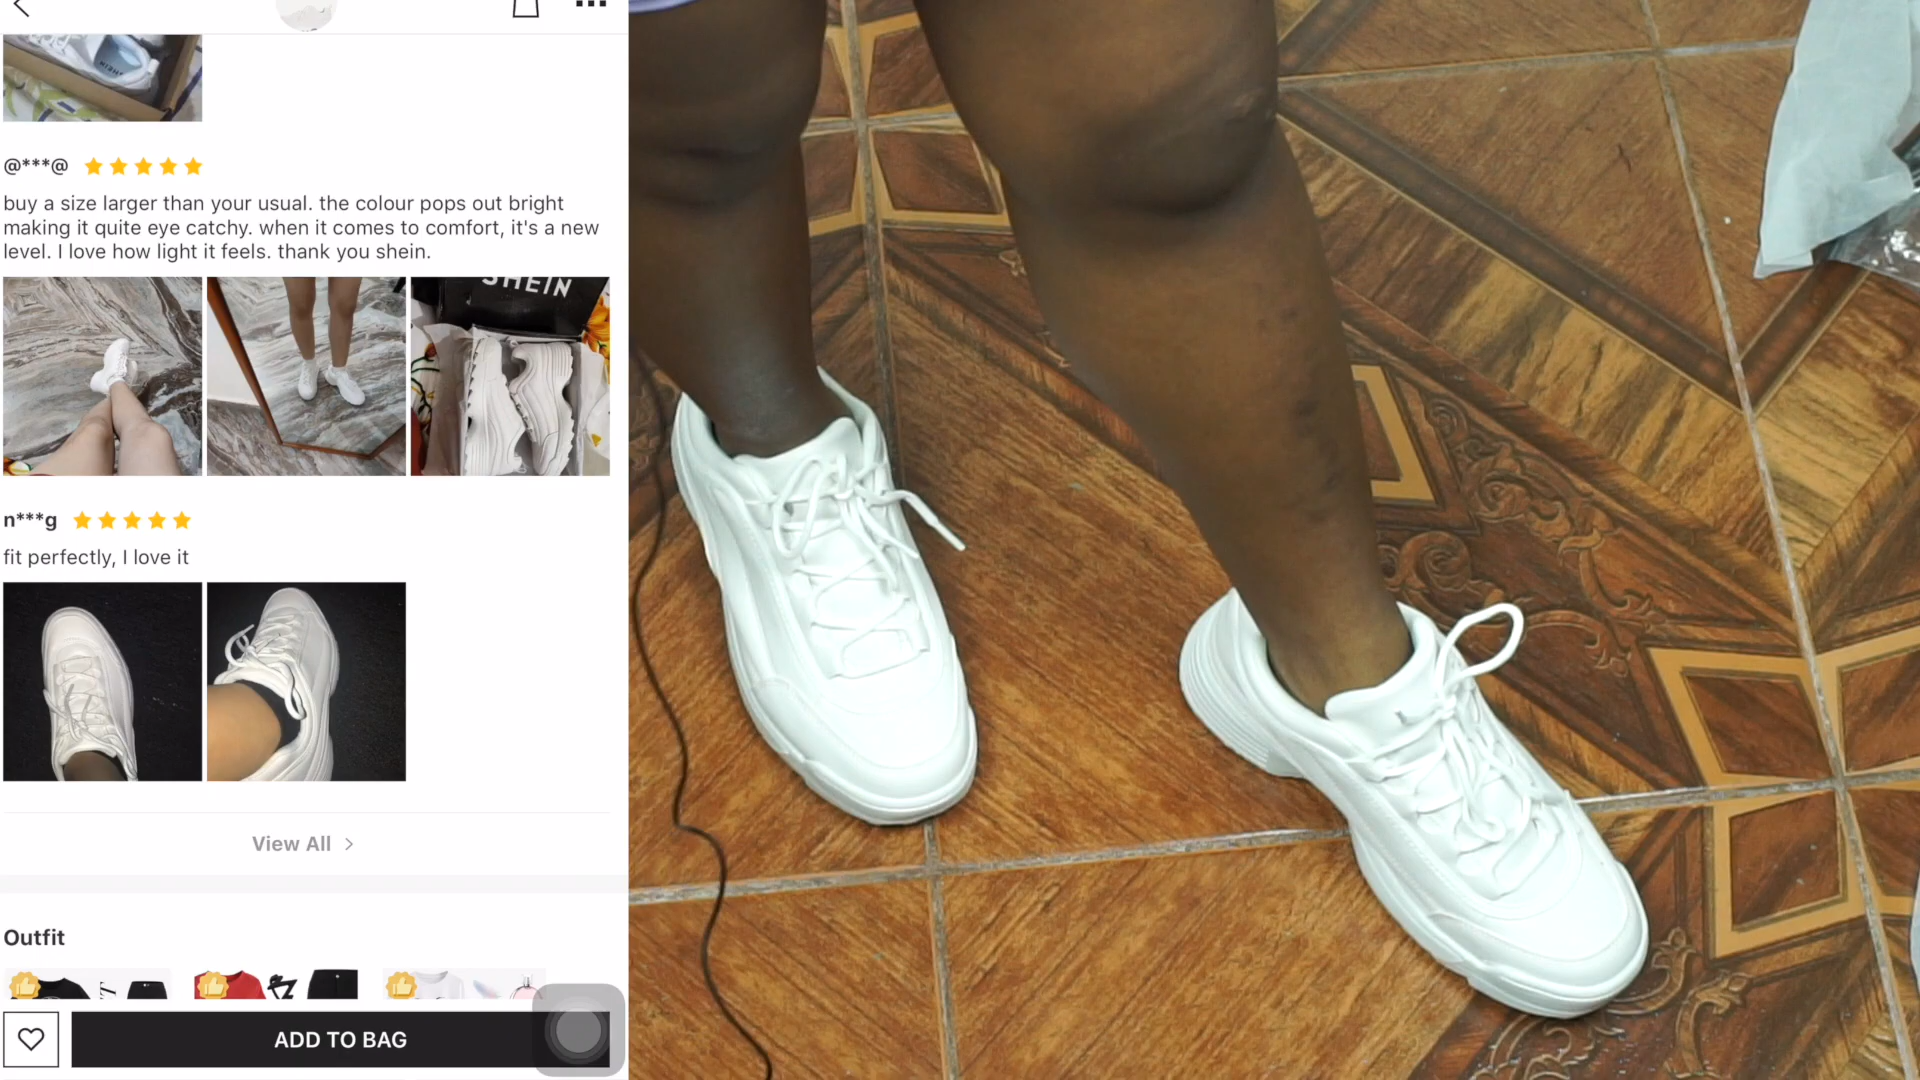 SHEIN
@***@
buy a size larger than your usual. the colour pops out bright
making it quite eye catchy. when it comes to comfort, it's a new
level. I love how light it feels. thank you shein.
SHEIN
n***g
fit perfectly, I love it
View All >
Outfit
ADD TO BAG